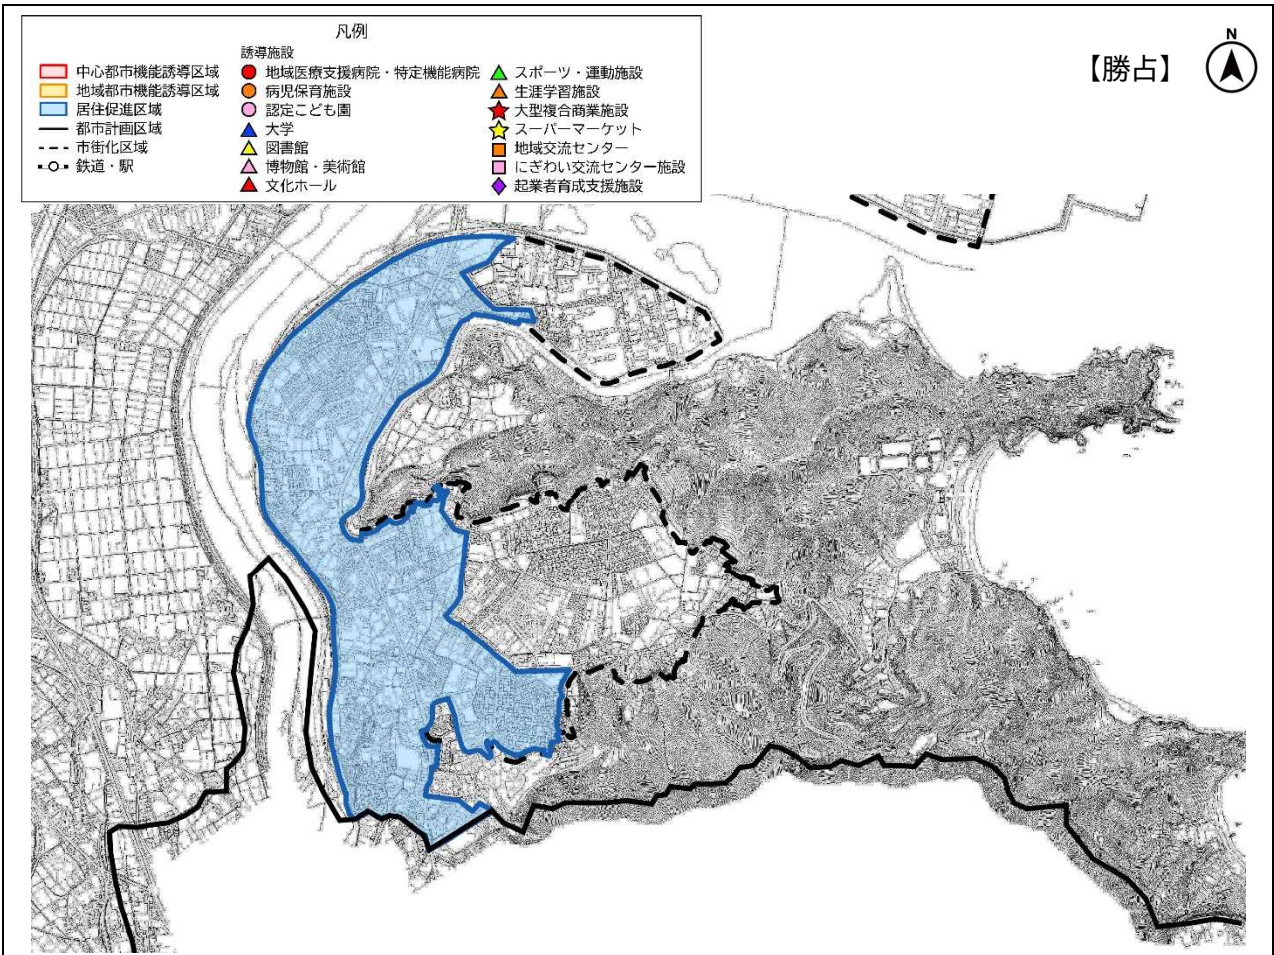 凡例
中心都市機能誘導区域
地域都市機能誘導区域
居住促進区域
都市計画区域
市街化区域
鉄道・駅
誘導施設
地域医療支援病院・特定機能病院
病児保育施設
認定こども園
大学
図書館
博物館・美術館
文化ホール
スポーツ・運動施設
生涯学習施設
大型複合商業施設
スーパーマーケット
地域交流センター
にぎわい交流センター施設
起業者育成支援施設
【勝占】
N